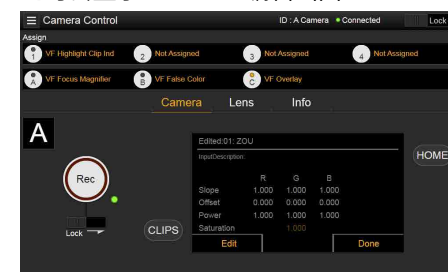 Camera Control
ID : A Camera
Connected
Lock
Assign
1 VF Highlight Clip Ind
2 Not Assigned
3 Not Assigned
4 Not Assigned
A VF Focus Magnifier
B VF False Color
C VF Overlay
Camera
Lens
Info
A
Edited:01: ZOU
InputDescription:
R G B
Slope 1.000 1.000 1.000
Offset 0.000 0.000 0.000
Power 1.000 1.000 1.000
Saturation 1.000
Edit
Done
HOME
Rec
Lock
CLIPS